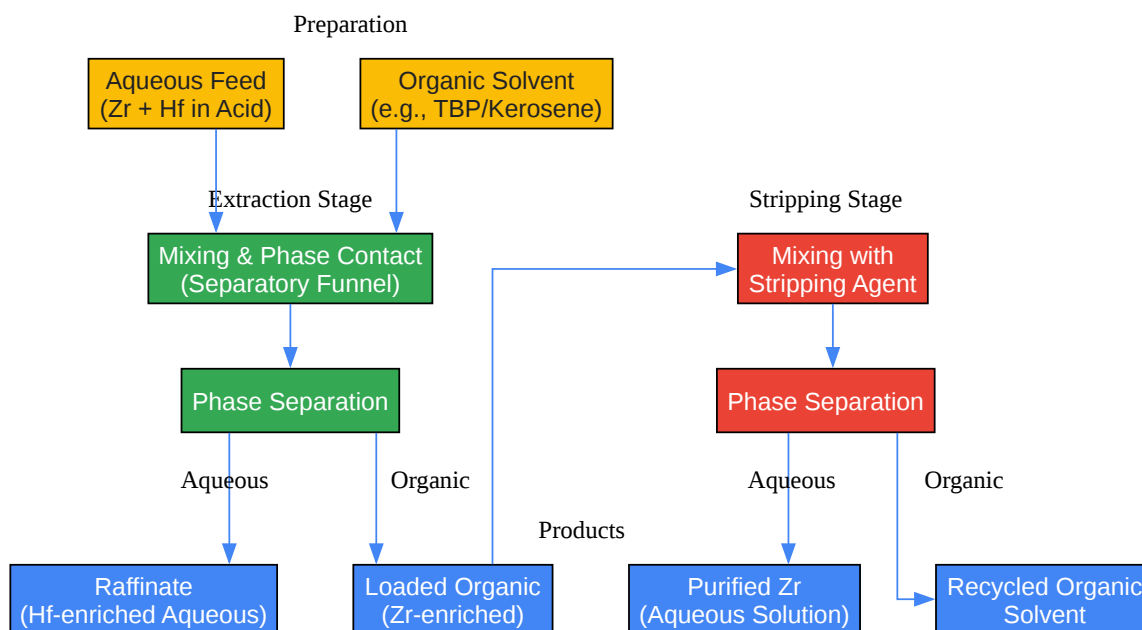 Preparation
Aqueous Feed
(Zr + Hf in Acid)
Organic Solvent
(e.g., TBP/Kerosene)
Extraction Stage
Stripping Stage
Mixing & Phase Contact
(Separatory Funnel)
Mixing with
Stripping Agent
Phase Separation
Phase Separation
Aqueous
Organic
Aqueous
Organic
Products
Raffinate
(Hf-enriched Aqueous)
Loaded Organic
(Zr-enriched)
Purified Zr
(Aqueous Solution)
Recycled Organic
Solvent